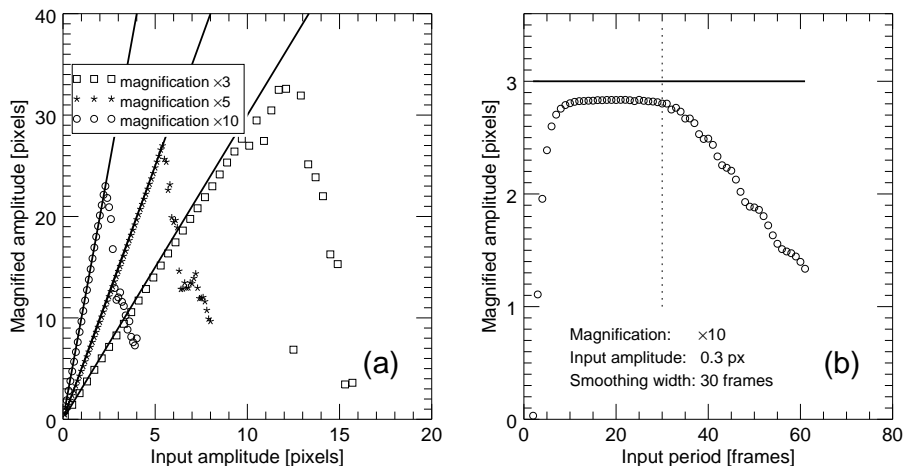 40
30
20
10
0
0 5 10 15 20
Magnified amplitude [pixels]
Input amplitude [pixels]
magnification ×3
magnification ×5
magnification ×10
(a)
3
2
1
0
0 20 40 60 80
Magnified amplitude [pixels]
Input period [frames]
Magnification: ×10
Input amplitude: 0.3 px
Smoothing width: 30 frames
(b)